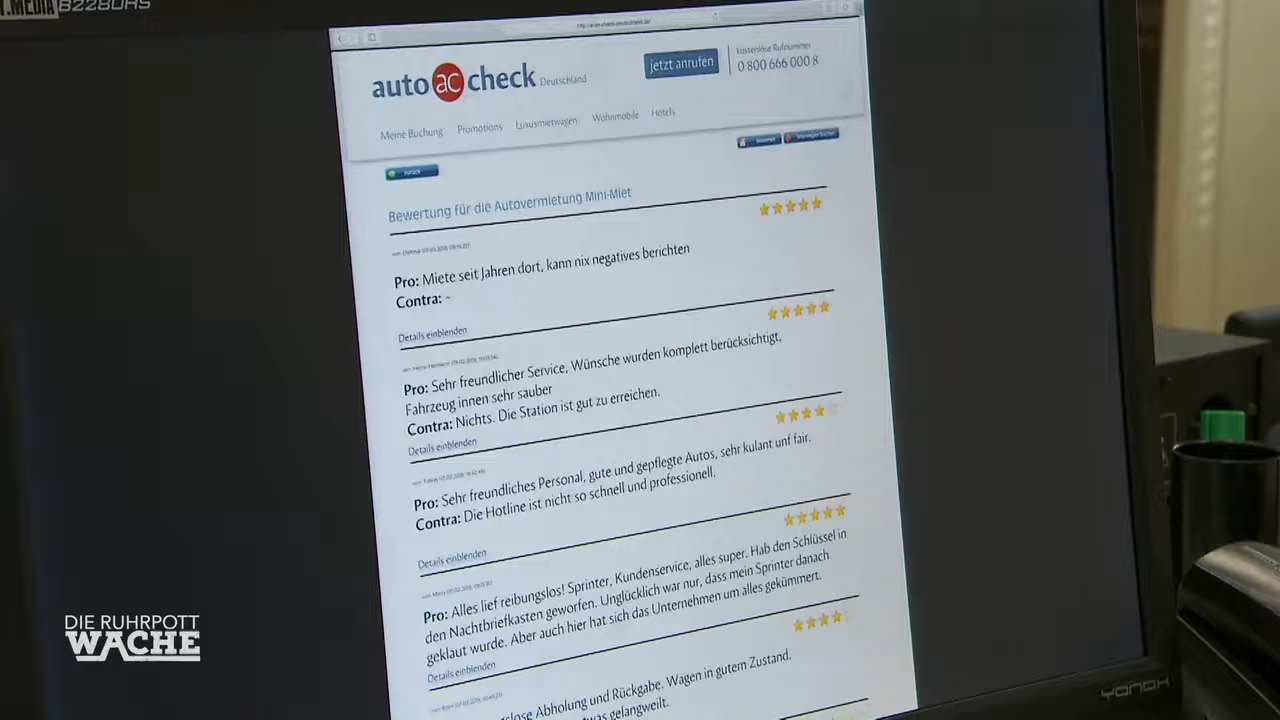 auto ac check Deutschland
jetzt anrufen
kostenlose Rufnummer
0 800 666 000 8
Meine Buchung Promotions Luxusmietwagen Wohnmobile Hotels
zurück
Bewertung für die Autovermietung Mini-Miet
Pro: Miete seit Jahren dort, kann nix negatives berichten
Contra: -
Details einblenden
Pro: Sehr freundlicher Service, Wünsche wurden komplett berücksichtigt,
Fahrzeug innen sehr sauber
Contra: Nichts. Die Station ist gut zu erreichen.
Details einblenden
Pro: Sehr freundliches Personal, gute und gepflegte Autos, sehr kulant unf fair.
Contra: Die Hotline ist nicht so schnell und professionell.
Details einblenden
Pro: Alles lief reibungslos! Sprinter, Kundenservice, alles super. Hab den Schlüssel in
den Nachtbriefkasten geworfen. Unglücklich war nur, dass mein Sprinter danach
geklaut wurde. Aber auch hier hat sich das Unternehmen um alles gekümmert.
Details einblenden
Abholung und Rückgabe. Wagen in gutem Zustand.
gelangweilt.
DIE RUHRPOTT
WACHE
YONOX